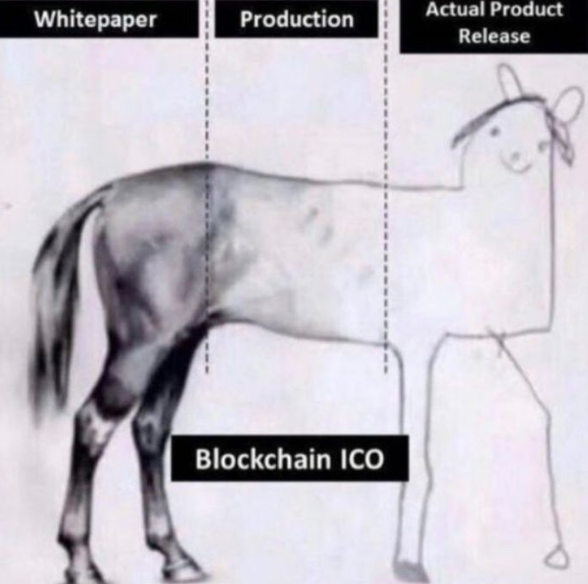 Whitepaper
Production
Actual Product
Release
Blockchain ICO